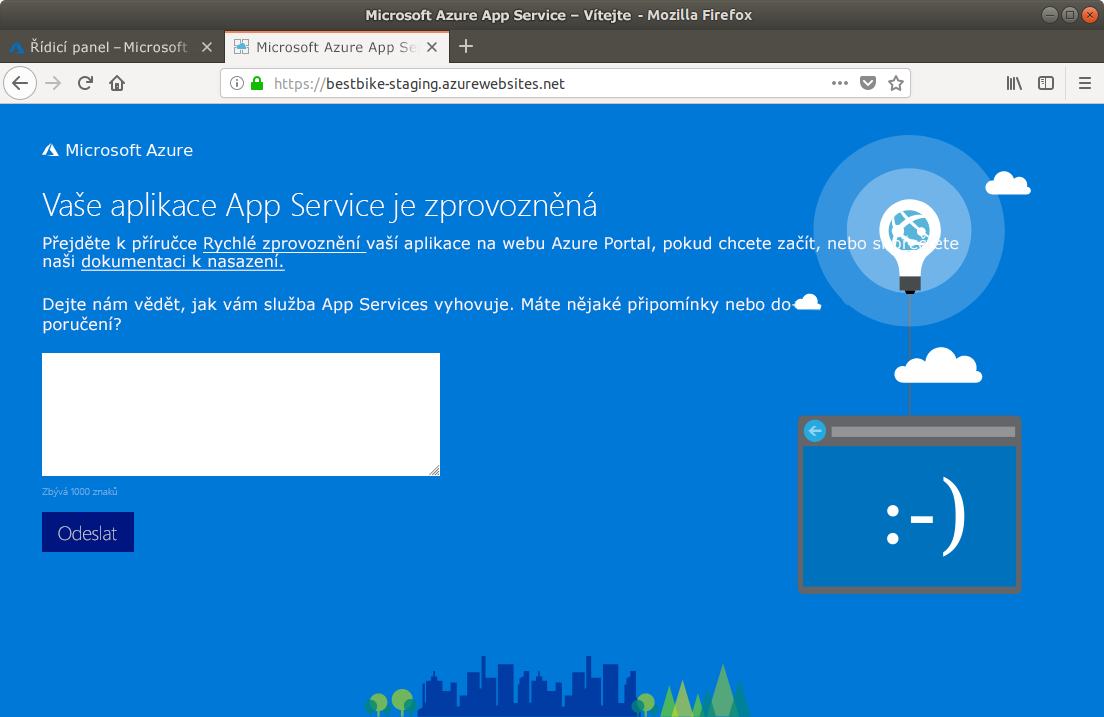 Microsoft Azure App Service – Vítejte - Mozilla Firefox
Řídicí panel – Microsoft
Microsoft Azure App Se
https://bestbike-staging.azurewebsites.net
Microsoft Azure
Vaše aplikace App Service je zprovozněná
Přejděte k příručce Rychlé zprovoznění vaší aplikace na webu Azure Portal, pokud chcete začít, nebo si přečtete
naši dokumentaci k nasazení.
Dejte nám vědět, jak vám služba App Services vyhovuje. Máte nějaké připomínky nebo do-
poručení?
Zbývá 1000 znaků
Odeslat
:-)